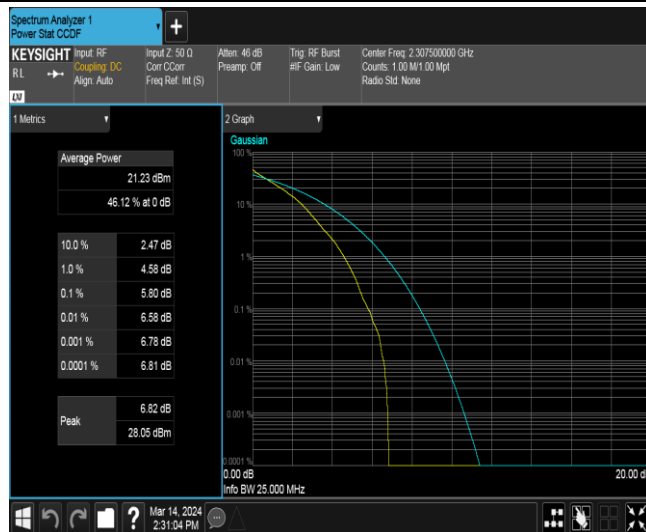 Spectrum Analyzer 1
Power Stat CCDF
+
KEYSIGHT
RL
LXI
Input: RF
Coupling: DC
Align: Auto
Input Z: 50 Ω
Corr CCorr
Freq Ref: Int (S)
Atten: 46 dB
Preamp: Off
Trig: RF Burst
#IF Gain: Low
Center Freq: 2.307500000 GHz
Counts: 1.00 M/1.00 Mpt
Radio Std: None
1 Metrics
Average Power
21.23 dBm
46.12 % at 0 dB
10.0 % 2.47 dB
1.0 % 4.58 dB
0.1 % 5.80 dB
0.01 % 6.58 dB
0.001 % 6.78 dB
0.0001 % 6.81 dB
Peak
6.82 dB
28.05 dBm
2 Graph
Gaussian
100 %
10 %
1 %
0.1 %
0.01 %
0.001 %
0.0001 %
0.00 dB
20.00 d
Info BW 25.000 MHz
?
Mar 14, 2024
2:31:04 PM